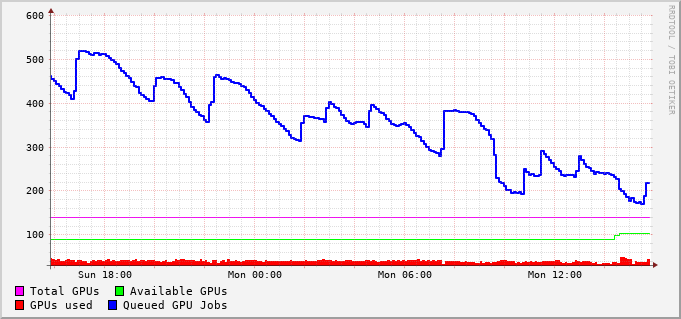 600
500
400
300
200
100
Sun 18:00 Mon 00:00 Mon 06:00 Mon 12:00
Total GPUs Available GPUs
GPUs used Queued GPU Jobs
RRDTOOL / TOBI OETIKER